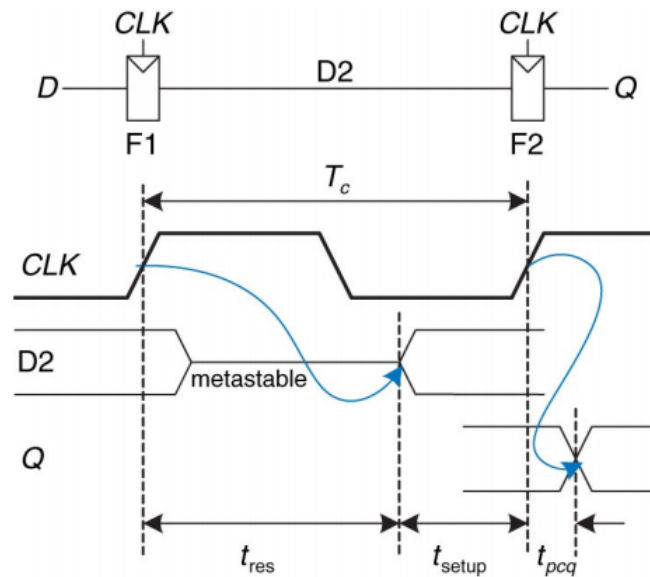 CLK CLK
D D2 Q
F1 F2
Tc
CLK
D2
metastable
Q
tres tsetup tpcq